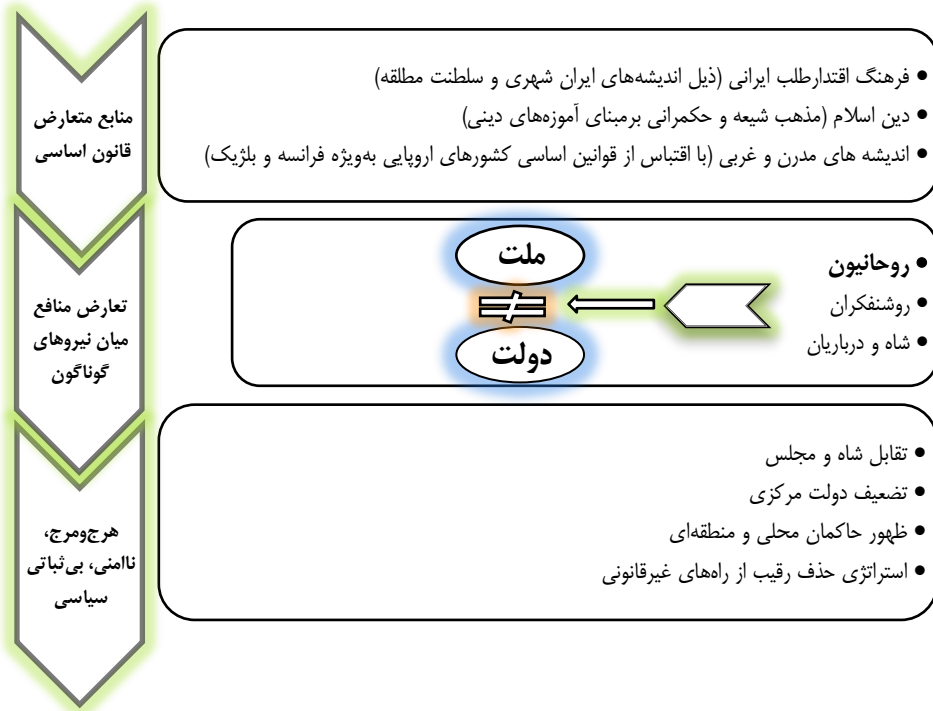 منابع متعارض
قانون اساسی
• فرهنگ اقتدارطلب ایرانی (ذیل اندیشه‌های ایران شهری و سلطنت مطلقه)
• دین اسلام (مذهب شیعه و حکمرانی برمبنای آموزه‌های دینی)
• اندیشه های مدرن و غربی (با اقتباس از قوانین اساسی کشورهای اروپایی به‌ویژه فرانسه و بلژیک)
تعارض منافع
میان نیروهای
گوناگون
• روحانیون
• روشنفکران
• شاه و درباریان
ملت
≠
دولت
هرج‌ومرج،
ناامنی، بی‌ثباتی
سیاسی
• تقابل شاه و مجلس
• تضعیف دولت مرکزی
• ظهور حاکمان محلی و منطقه‌ای
• استراتژی حذف رقیب از راه‌های غیرقانونی